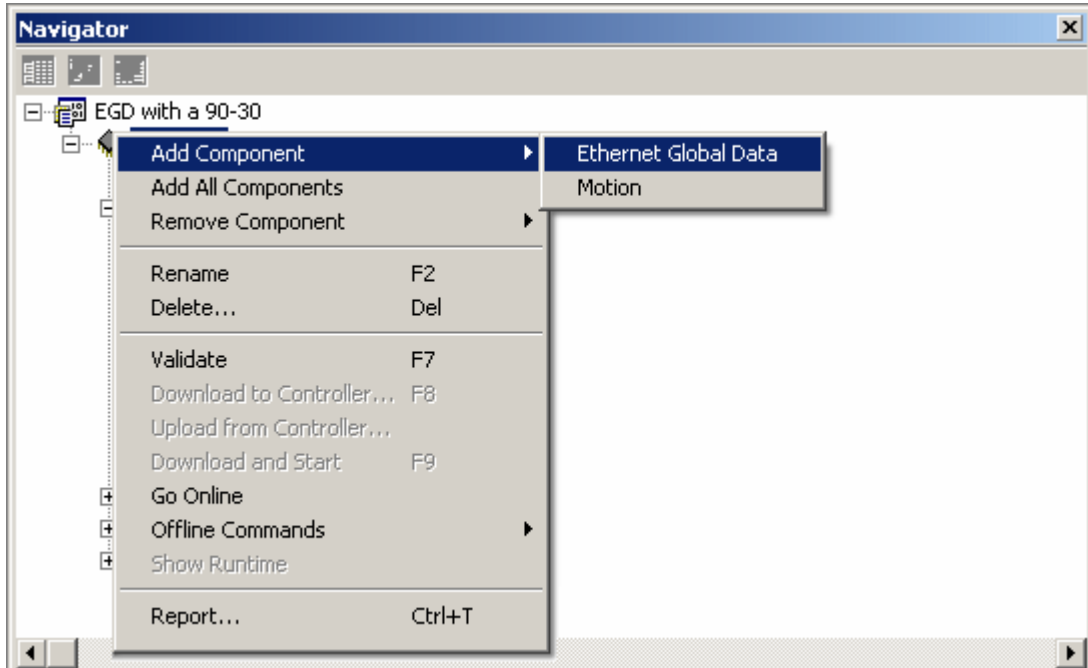 Navigator
EGD with a 90-30
Add Component
Ethernet Global Data
Add All Components
Motion
Remove Component
Rename F2
Delete... Del
Validate F7
Download to Controller... F8
Upload from Controller...
Download and Start F9
Go Online
Offline Commands
Show Runtime
Report... Ctrl+T